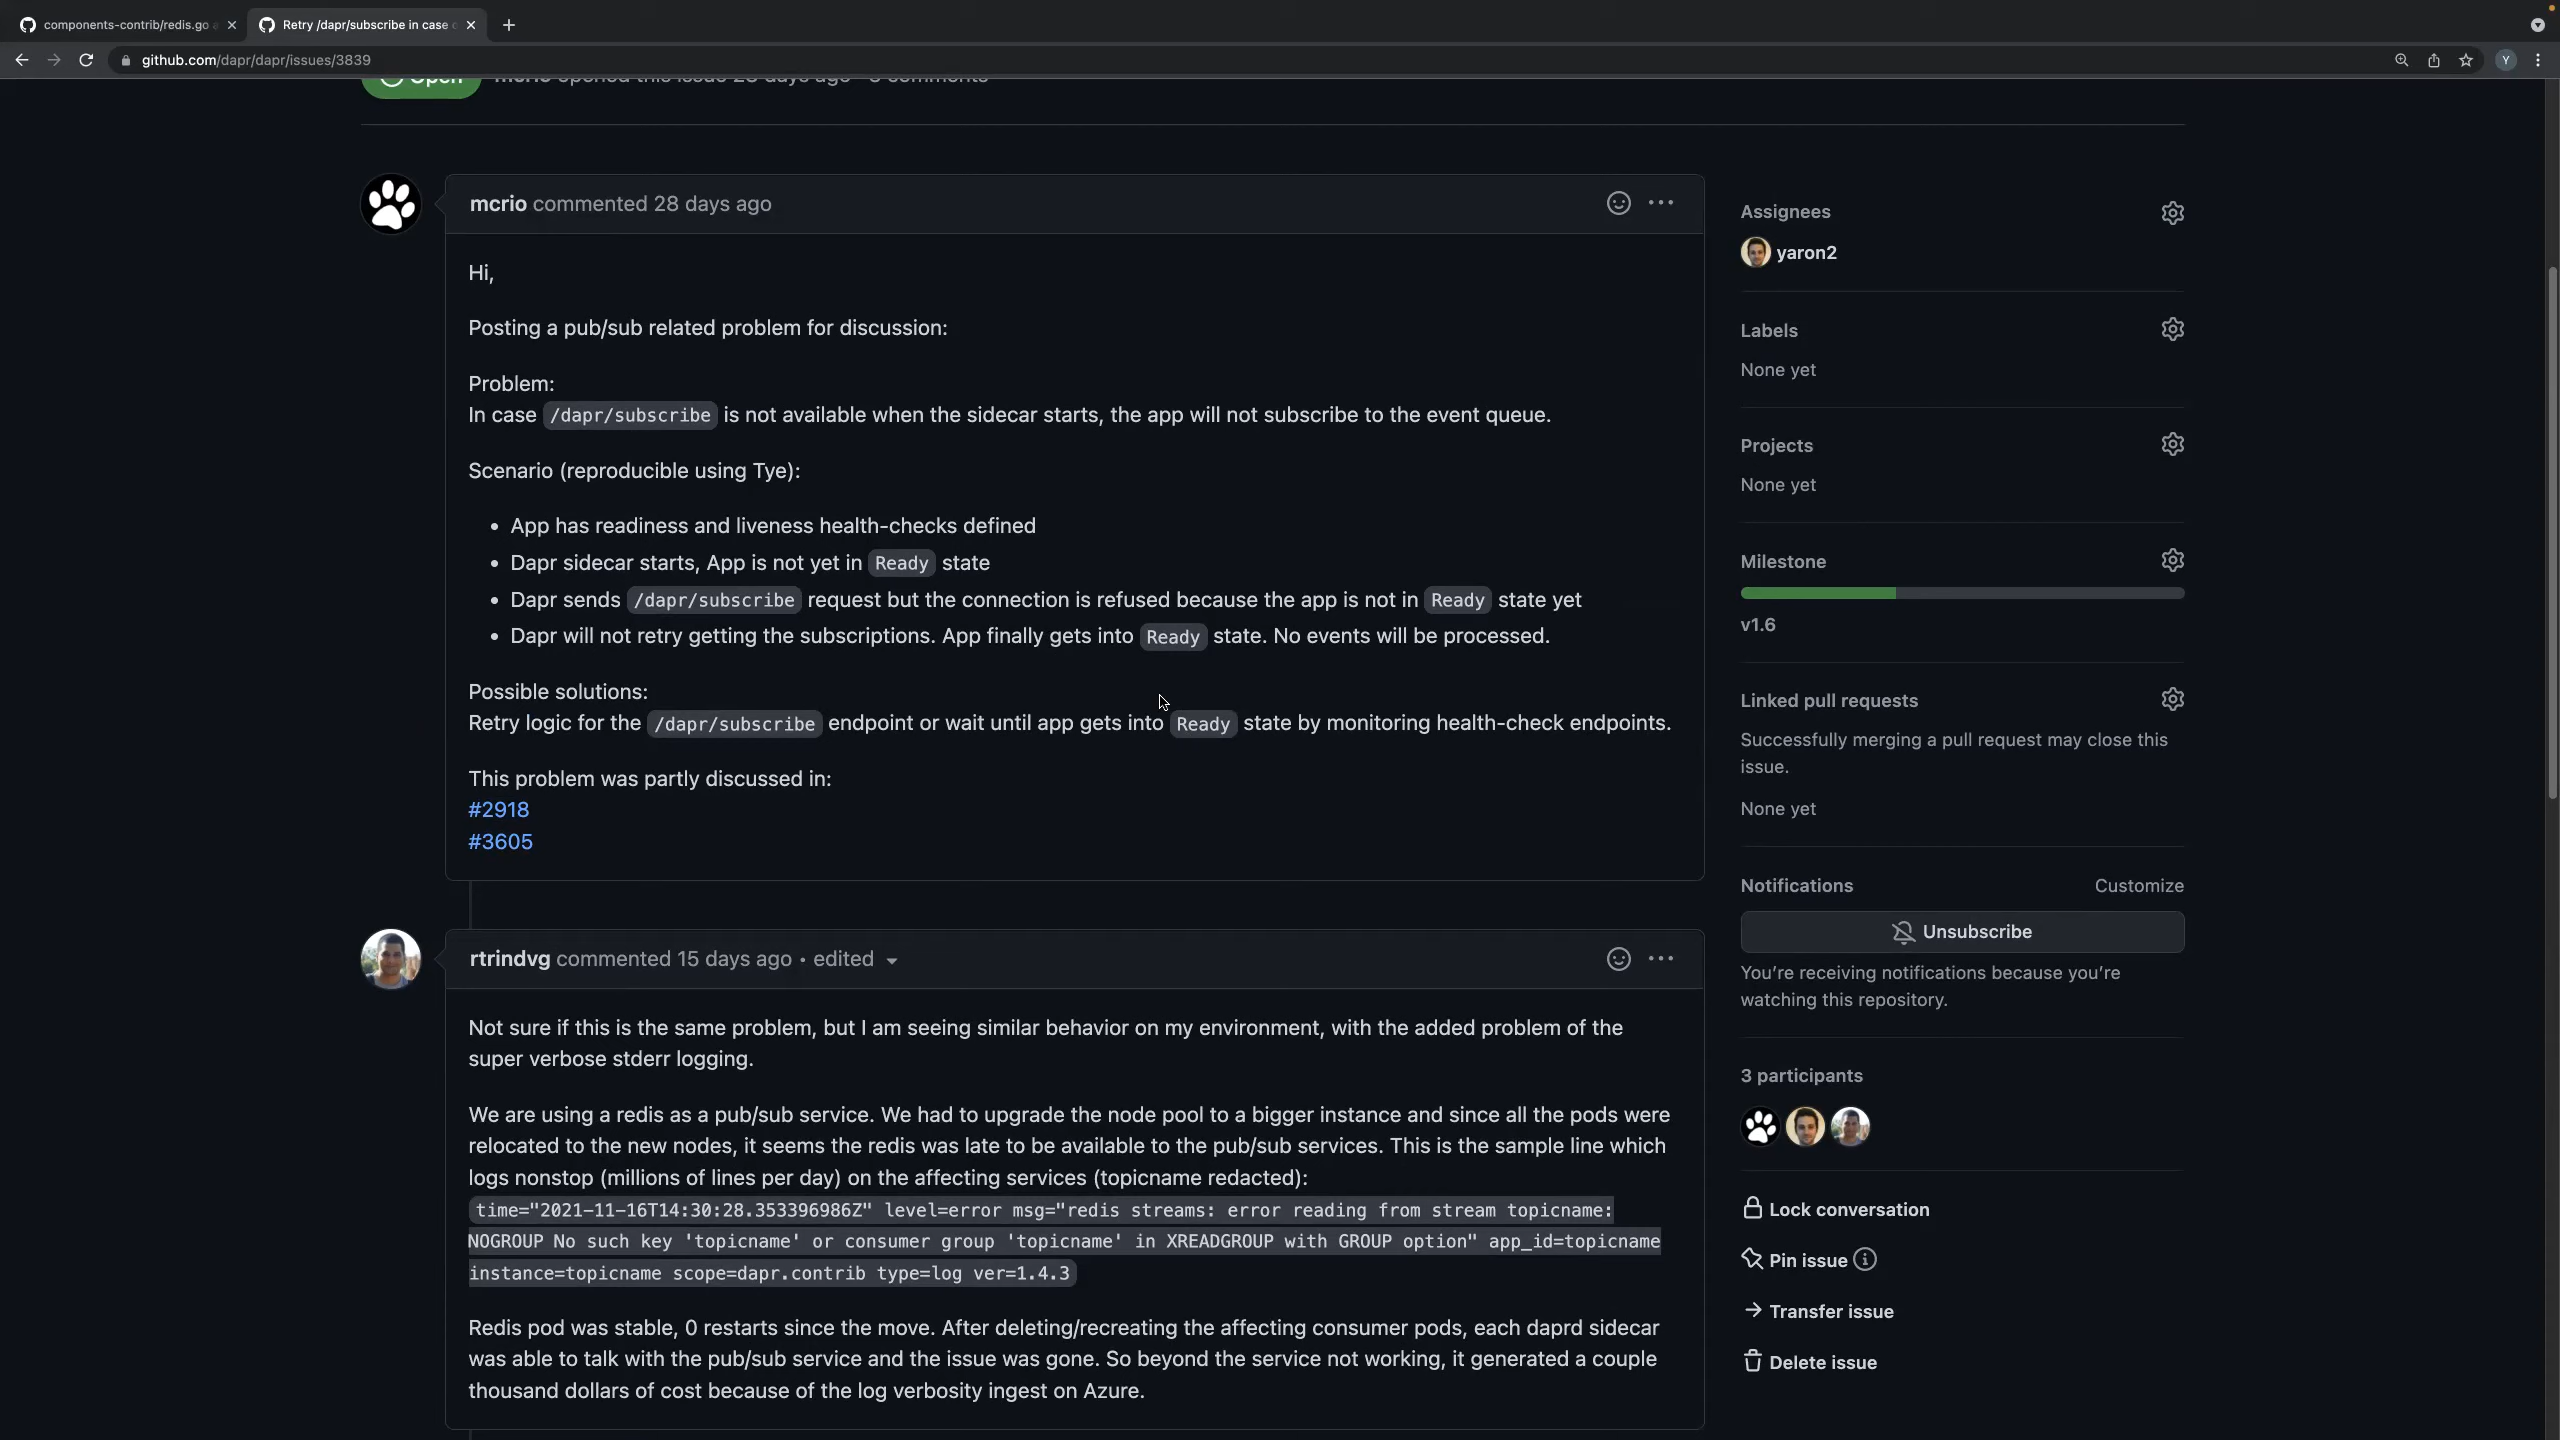 components-contrib/redis.go a
Retry /dapr/subscribe in case o
github.com/dapr/dapr/issues/3839
Y
Open mcrio opened this issue 28 days ago · 3 comments
mcrio commented 28 days ago
Hi,
Posting a pub/sub related problem for discussion:
Problem:
In case /dapr/subscribe is not available when the sidecar starts, the app will not subscribe to the event queue.
Scenario (reproducible using Tye):
• App has readiness and liveness health-checks defined
• Dapr sidecar starts, App is not yet in Ready state
• Dapr sends /dapr/subscribe request but the connection is refused because the app is not in Ready state yet
• Dapr will not retry getting the subscriptions. App finally gets into Ready state. No events will be processed.
Possible solutions:
Retry logic for the /dapr/subscribe endpoint or wait until app gets into Ready state by monitoring health-check endpoints.
This problem was partly discussed in:
#2918
#3605
rtrindvg commented 15 days ago • edited
Not sure if this is the same problem, but I am seeing similar behavior on my environment, with the added problem of the
super verbose stderr logging.
We are using a redis as a pub/sub service. We had to upgrade the node pool to a bigger instance and since all the pods were
relocated to the new nodes, it seems the redis was late to be available to the pub/sub services. This is the sample line which
logs nonstop (millions of lines per day) on the affecting services (topicname redacted):
time="2021-11-16T14:30:28.353396986Z" level=error msg="redis streams: error reading from stream topicname:
NOGROUP No such key 'topicname' or consumer group 'topicname' in XREADGROUP with GROUP option" app_id=topicname
instance=topicname scope=dapr.contrib type=log ver=1.4.3
Redis pod was stable, 0 restarts since the move. After deleting/recreating the affecting consumer pods, each daprd sidecar
was able to talk with the pub/sub service and the issue was gone. So beyond the service not working, it generated a couple
thousand dollars of cost because of the log verbosity ingest on Azure.
Assignees
yaron2
Labels
None yet
Projects
None yet
Milestone
v1.6
Linked pull requests
Successfully merging a pull request may close this
issue.
None yet
Notifications Customize
Unsubscribe
You're receiving notifications because you're
watching this repository.
3 participants
Lock conversation
Pin issue
Transfer issue
Delete issue